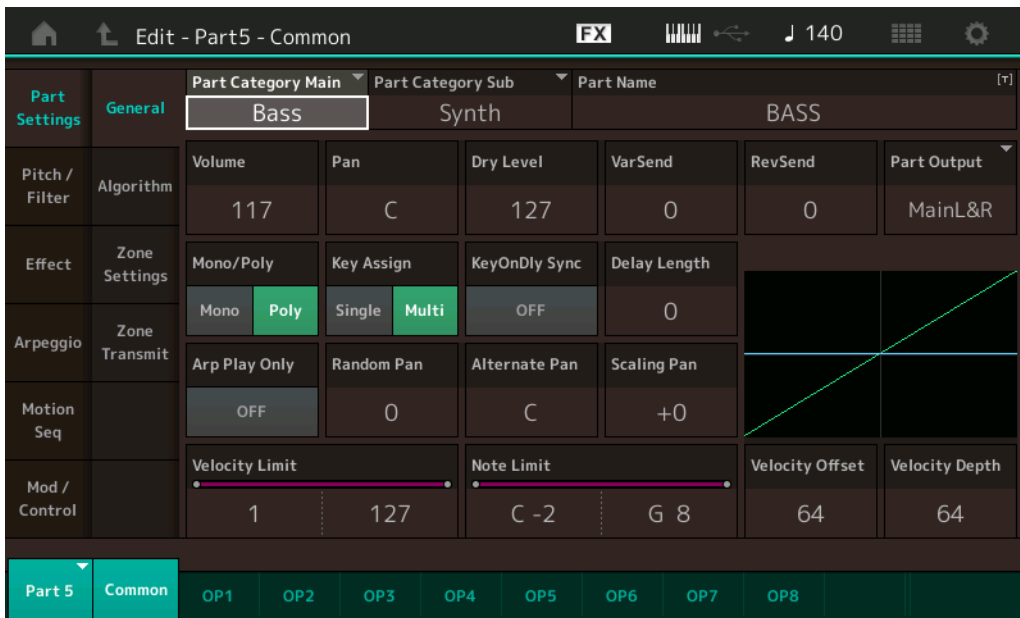 Edit - Part5 - Common FX ♩ 140
Part Settings
General
Part Category Main Part Category Sub Part Name [T]
Bass Synth BASS
Pitch / Filter
Algorithm
Volume Pan Dry Level VarSend RevSend Part Output
117 C 127 0 0 MainL&R
Effect
Zone Settings
Mono/Poly Key Assign KeyOnDly Sync Delay Length
Mono Poly Single Multi OFF 0
Arpeggio
Zone Transmit
Arp Play Only Random Pan Alternate Pan Scaling Pan
OFF 0 C +0
Motion Seq
Velocity Limit Note Limit Velocity Offset Velocity Depth
Mod / Control
1 127 C -2 G 8 64 64
Part 5 Common OP1 OP2 OP3 OP4 OP5 OP6 OP7 OP8